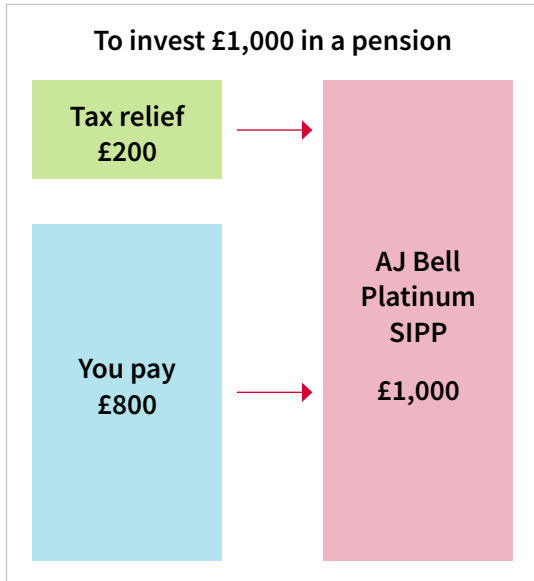 To invest £1,000 in a pension
Tax relief
£200
You pay
£800
AJ Bell
Platinum
SIPP
£1,000